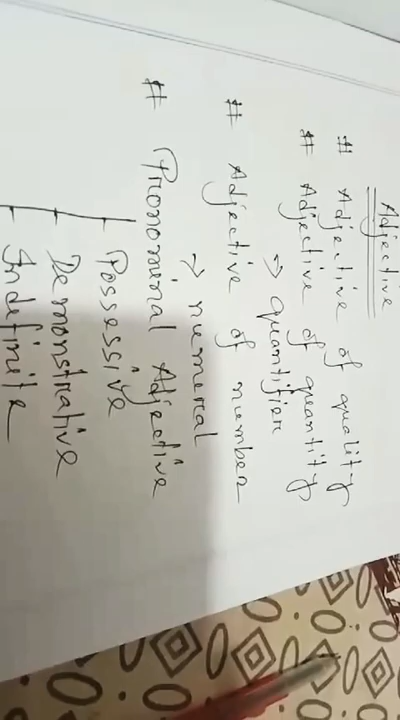 Adjective
# Adjective of quality
# Adjective of quantity
→ quantifier
# Adjective of number
→ numeral
# Pronominal Adjective
Possessive
Demonstrative
Indefinite